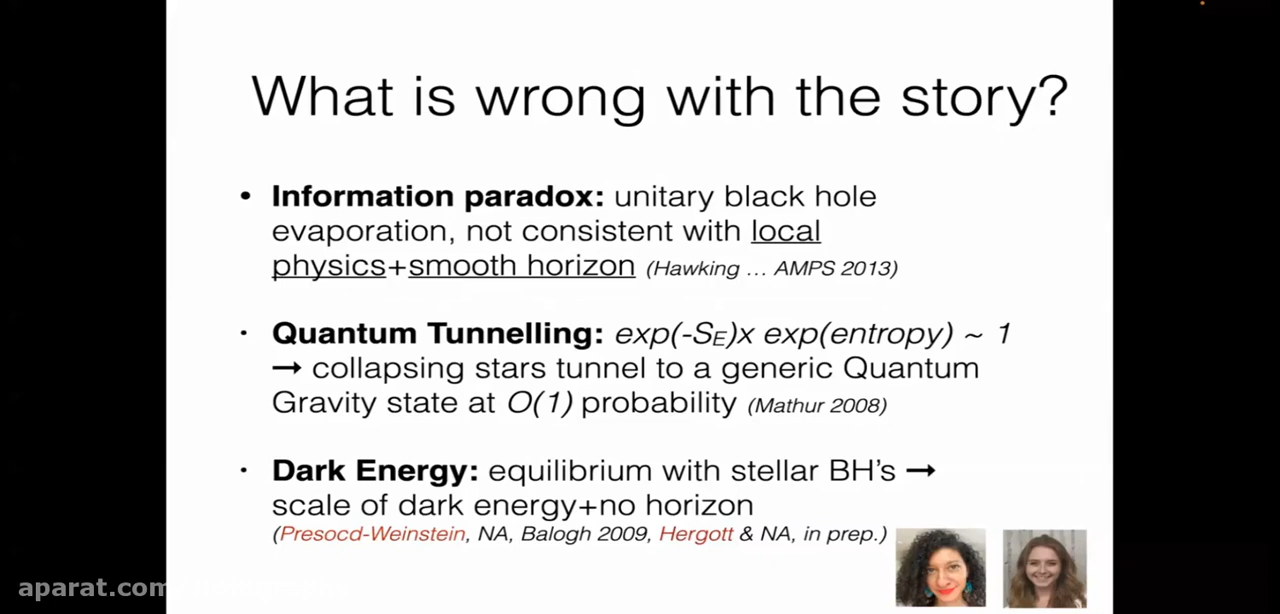 What is wrong with the story?
• Information paradox: unitary black hole
evaporation, not consistent with local
physics+smooth horizon (Hawking … AMPS 2013)
• Quantum Tunnelling: exp(-SE)x exp(entropy) ~ 1
→ collapsing stars tunnel to a generic Quantum
Gravity state at O(1) probability (Mathur 2008)
• Dark Energy: equilibrium with stellar BH's →
scale of dark energy+no horizon
(Presocd-Weinstein, NA, Balogh 2009, Hergott & NA, in prep.)
aparat.com